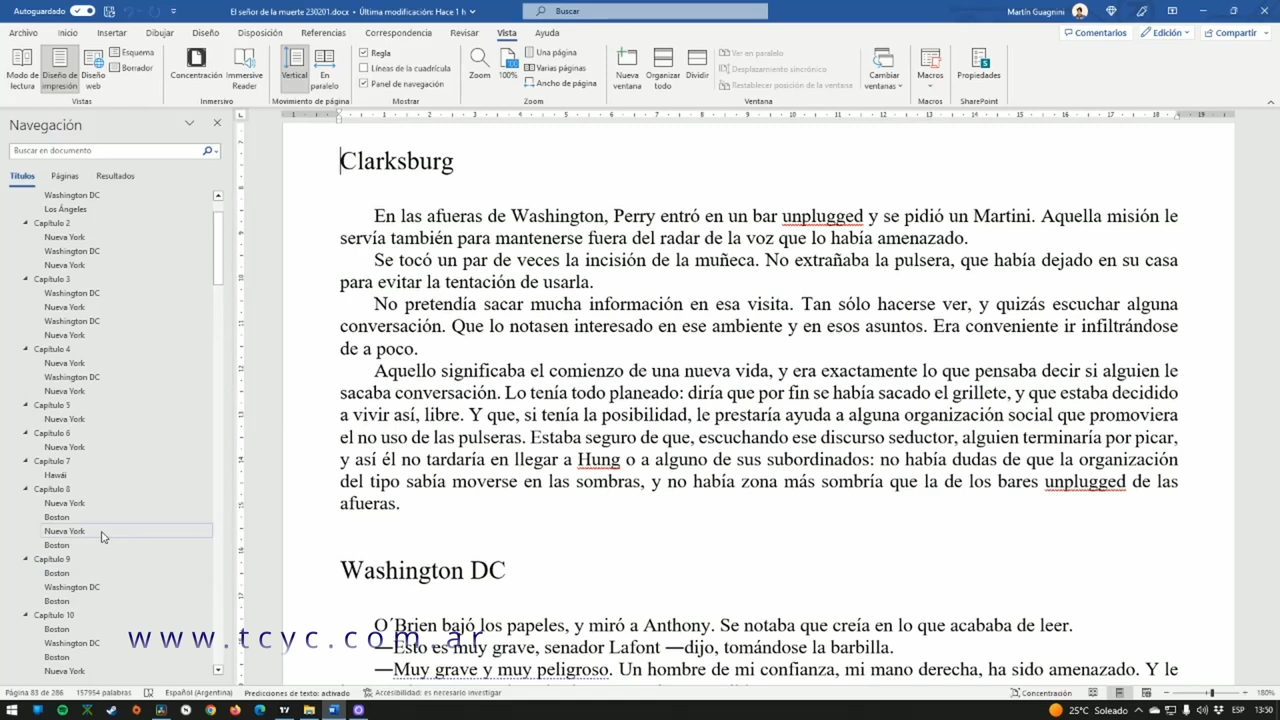 Autoguardado
El señor de la muerte 230201.docx • Última modificación: Hace 1 h
Buscar
Martín Guagnini
Archivo Inicio Insertar Dibujar Diseño Disposición Referencias Correspondencia Revisar Vista Ayuda
Comentarios Edición Compartir
Modo de lectura
Diseño de impresión
Diseño web
Esquema
Borrador
Vistas
Concentración
Immersive Reader
Inmersivo
Vertical
En paralelo
Movimiento de página
Regla
Líneas de la cuadrícula
Panel de navegación
Mostrar
Zoom
100%
Una página
Varias páginas
Ancho de página
Zoom
Nueva ventana
Organizar todo
Dividir
Ver en paralelo
Desplazamiento sincrónico
Restablecer posición de la ventana
Ventana
Cambiar ventanas
Macros
Macros
Propiedades
SharePoint
Navegación
Buscar en documento
Títulos Páginas Resultados
Washington DC
Los Ángeles
Capítulo 2
Nueva York
Washington DC
Nueva York
Capítulo 3
Washington DC
Nueva York
Washington DC
Nueva York
Capítulo 4
Nueva York
Washington DC
Nueva York
Capítulo 5
Nueva York
Capítulo 6
Nueva York
Capítulo 7
Hawái
Capítulo 8
Nueva York
Boston
Nueva York
Boston
Capítulo 9
Boston
Washington DC
Boston
Capítulo 10
Boston
Washington DC
Boston
Nueva York
Clarksburg
En las afueras de Washington, Perry entró en un bar unplugged y se pidió un Martini. Aquella misión le
servía también para mantenerse fuera del radar de la voz que lo había amenazado.
Se tocó un par de veces la incisión de la muñeca. No extrañaba la pulsera, que había dejado en su casa
para evitar la tentación de usarla.
No pretendía sacar mucha información en esa visita. Tan sólo hacerse ver, y quizás escuchar alguna
conversación. Que lo notasen interesado en ese ambiente y en esos asuntos. Era conveniente ir infiltrándose
de a poco.
Aquello significaba el comienzo de una nueva vida, y era exactamente lo que pensaba decir si alguien le
sacaba conversación. Lo tenía todo planeado: diría que por fin se había sacado el grillete, y que estaba decidido
a vivir así, libre. Y que, si tenía la posibilidad, le prestaría ayuda a alguna organización social que promoviera
el no uso de las pulseras. Estaba seguro de que, escuchando ese discurso seductor, alguien terminaría por picar,
y así él no tardaría en llegar a Hung o a alguno de sus subordinados: no había dudas de que la organización
del tipo sabía moverse en las sombras, y no había zona más sombría que la de los bares unplugged de las
afueras.
Washington DC
O´Brien bajó los papeles, y miró a Anthony. Se notaba que creía en lo que acababa de leer.
—Esto es muy grave, senador Lafont —dijo, tomándose la barbilla.
—Muy grave y muy peligroso. Un hombre de mi confianza, mi mano derecha, ha sido amenazado. Y le
www.tcyc.com.ar
Página 83 de 286 157954 palabras Español (Argentina) Predicciones de texto: activado Accesibilidad: es necesario investigar
Concentración 180%
25°C Soleado ESP 13:50